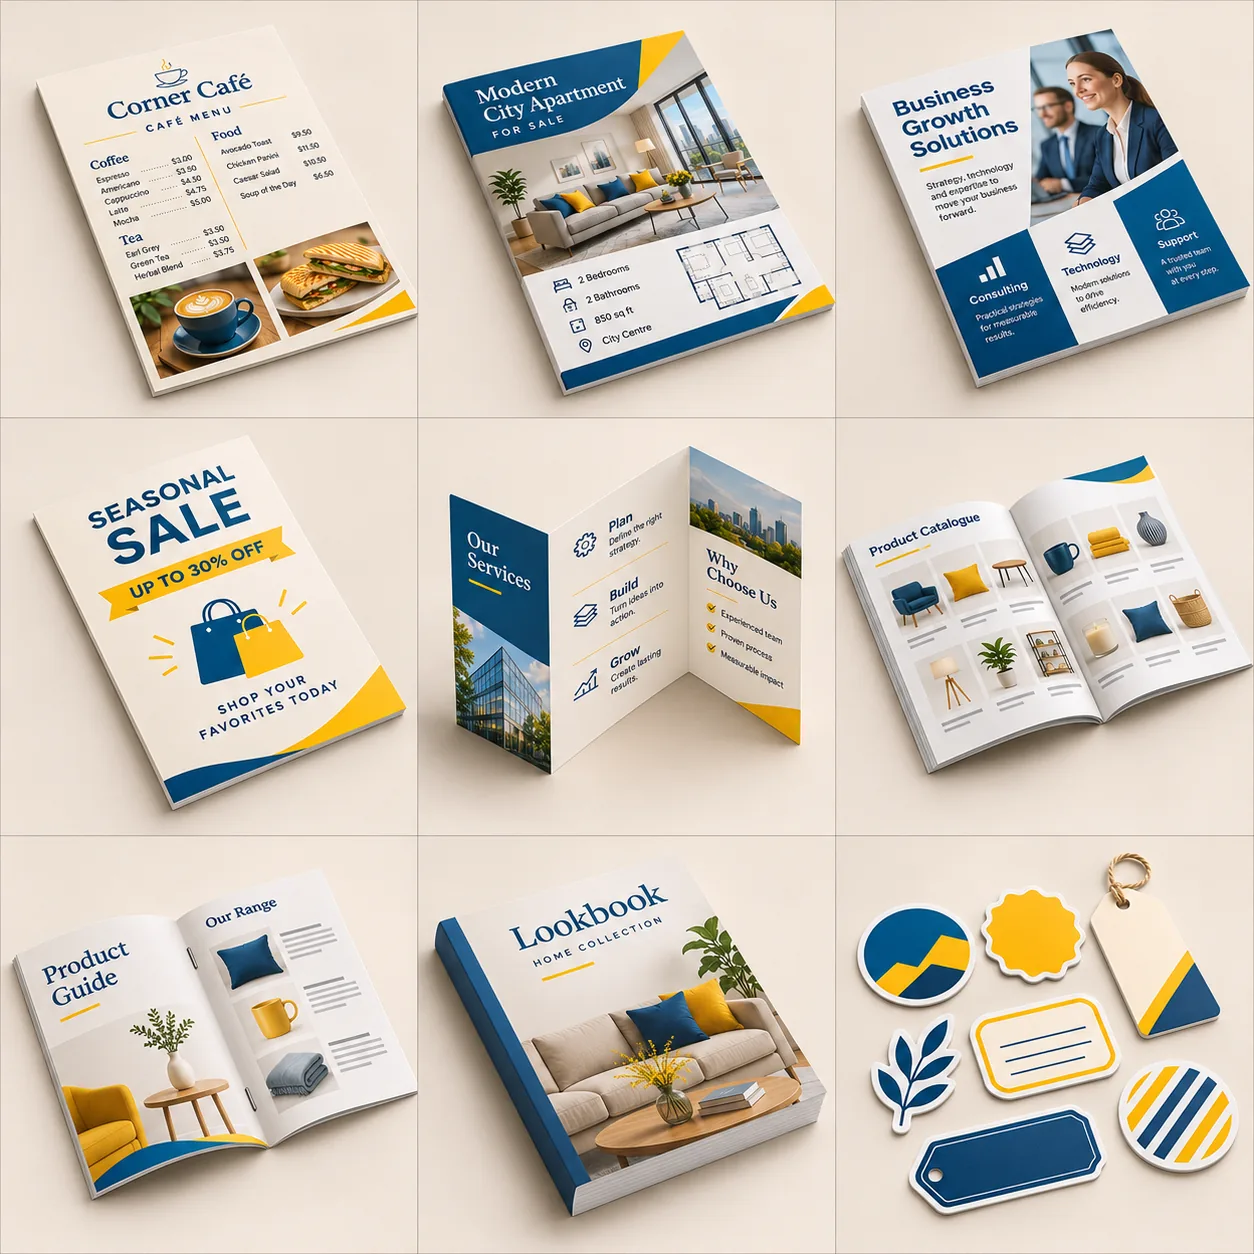 Corner Café
CAFÉ MENU
Coffee
Espresso $3.00
Americano $3.50
Cappuccino $4.50
Latte $4.75
Mocha $5.00
Tea
Earl Grey $3.50
Green Tea $3.50
Herbal Blend $3.75
Food
Avocado Toast $9.50
Chicken Panini $11.50
Caesar Salad $10.50
Soup of the Day $6.50
Modern
City Apartment
FOR SALE
2 Bedrooms
2 Bathrooms
850 sq ft
City Centre
Business
Growth
Solutions
Strategy, technology
and expertise to
move your business
forward.
Consulting
Practical strategies
for measurable
results.
Technology
Modern solutions
to drive
efficiency.
Support
A trusted team
with you
at every step.
SEASONAL
SALE
UP TO 30% OFF
SHOP YOUR
FAVORITES TODAY
Our
Services
Plan
Define the right
strategy.
Build
Turn ideas into
action.
Grow
Create lasting
results.
Why
Choose Us
Experienced team
Proven process
Measurable impact
Product Catalogue
Product
Guide
Our Range
Lookbook
HOME COLLECTION